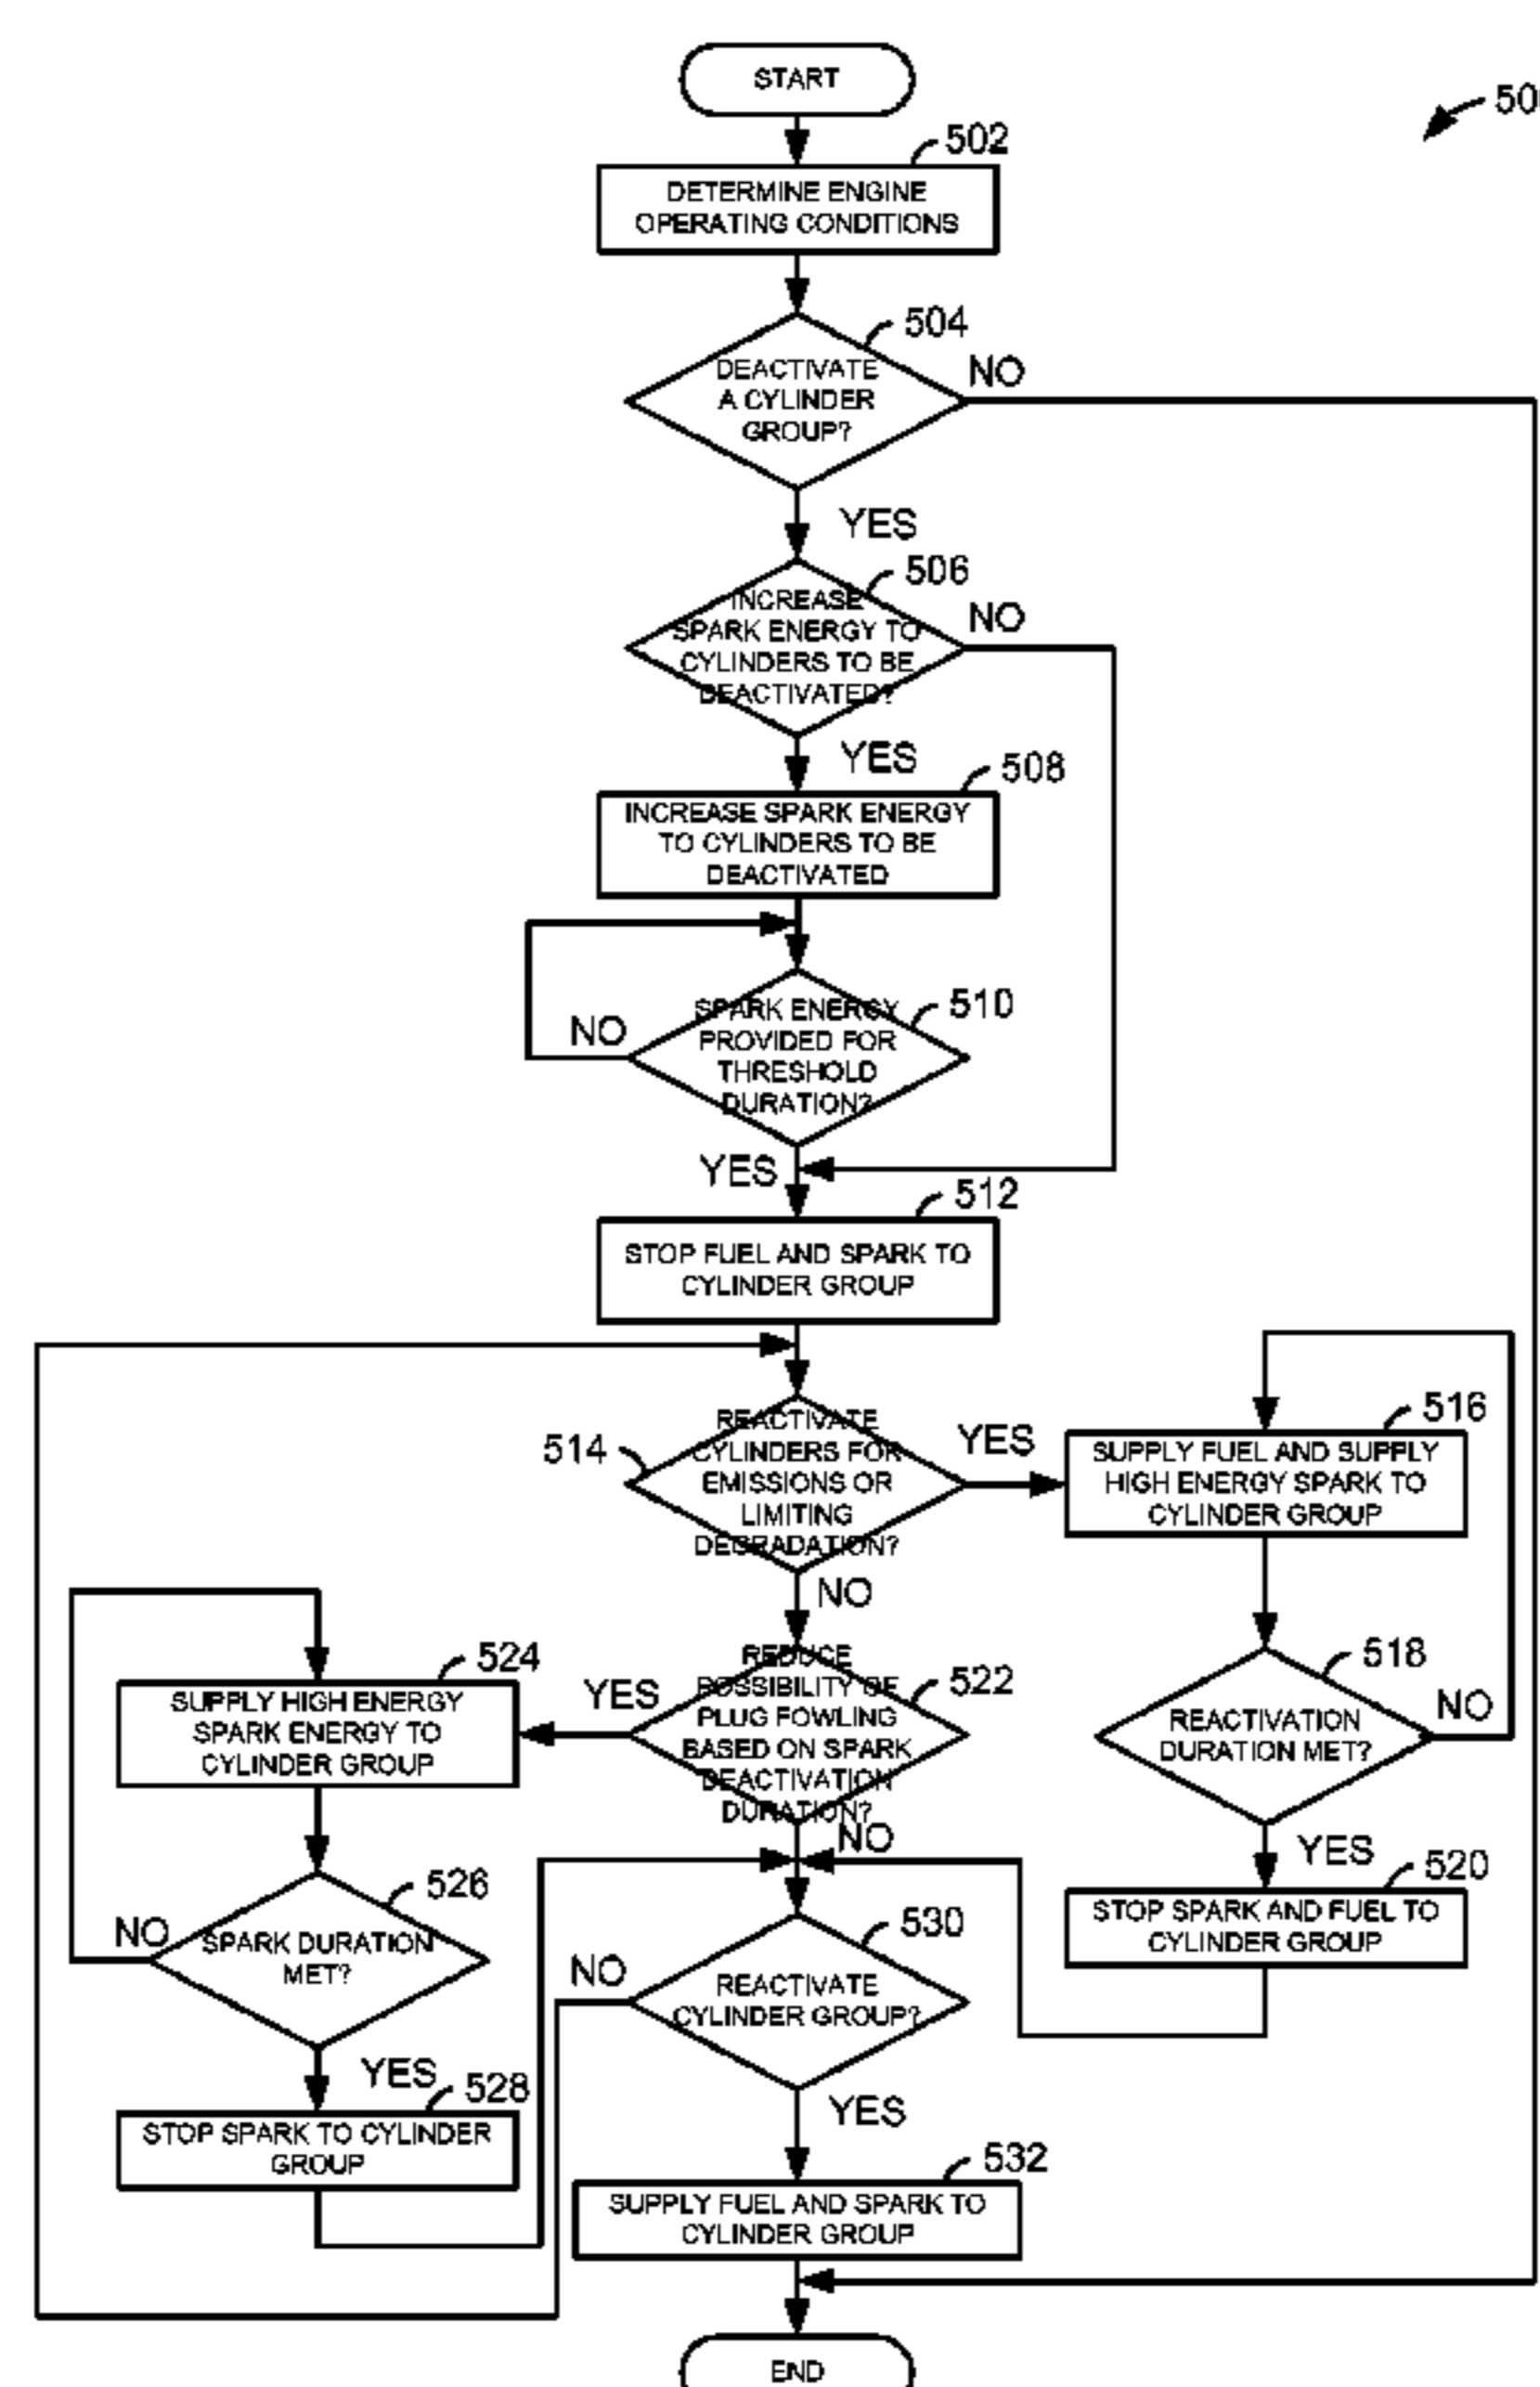 START
50
502
DETERMINE ENGINE
OPERATING CONDITIONS
504
DEACTIVATE
A CYLINDER
GROUP?
NO
YES
506
INCREASE
SPARK ENERGY TO
CYLINDERS TO BE
DEACTIVATED?
NO
YES
508
INCREASE SPARK ENERGY
TO CYLINDERS TO BE
DEACTIVATED
510
SPARK ENERGY
PROVIDED FOR
THRESHOLD
DURATION?
NO
YES
512
STOP FUEL AND SPARK TO
CYLINDER GROUP
514
REACTIVATE
CYLINDERS FOR
EMISSIONS OR
LIMITING
DEGRADATION?
YES
NO
516
SUPPLY FUEL AND SUPPLY
HIGH ENERGY SPARK TO
CYLINDER GROUP
518
REACTIVATION
DURATION MET?
NO
YES
520
STOP SPARK AND FUEL TO
CYLINDER GROUP
522
REDUCE
POSSIBILITY OF
PLUG FOWLING
BASED ON SPARK
DEACTIVATION
DURATION?
YES
NO
524
SUPPLY HIGH ENERGY
SPARK ENERGY TO
CYLINDER GROUP
526
SPARK DURATION
MET?
NO
YES
528
STOP SPARK TO CYLINDER
GROUP
530
REACTIVATE
CYLINDER GROUP?
NO
YES
532
SUPPLY FUEL AND SPARK TO
CYLINDER GROUP
END